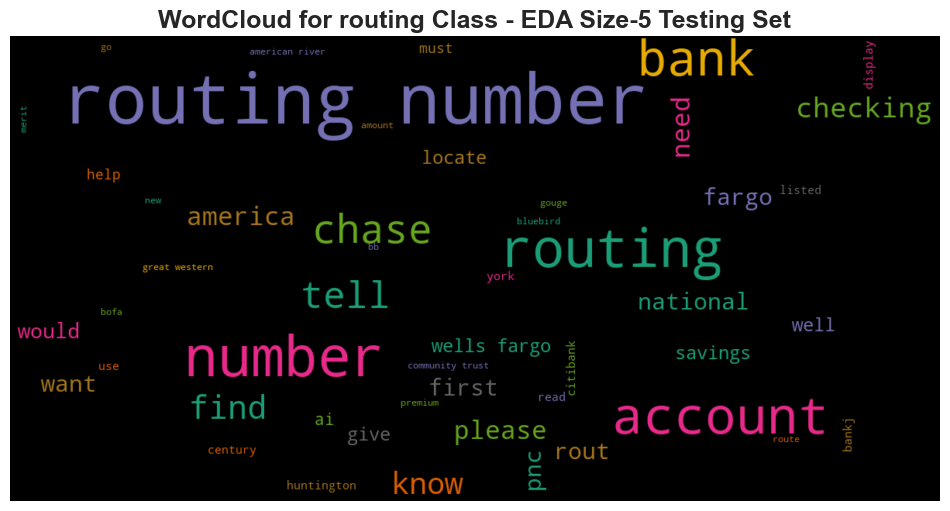 WordCloud for routing Class - EDA Size-5 Testing Set
go
american river
must
bank
display
routing number
checking
merit
amount
need
locate
help
listed
new
fargo
america
gouge
chase
bluebird
bb
routing
great western
york
tell
national
bofa
would
well
number
wells fargo
savings
community trust
citibank
use
want
first
read
find
premium
account
ai
give
please
route
bankj
century
rout
pnc
know
huntington